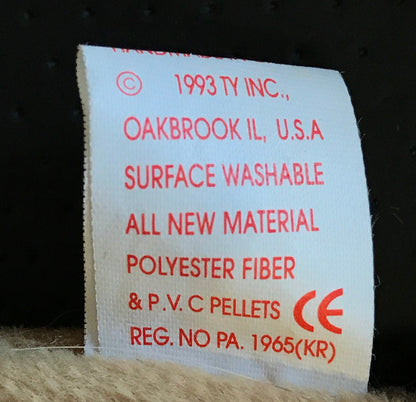 © 1993 TY INC.,
OAKBROOK IL, U.S.A
SURFACE WASHABLE
ALL NEW MATERIAL
POLYESTER FIBER
& P.V.C PELLETS CE
REG. NO PA. 1965(KR)